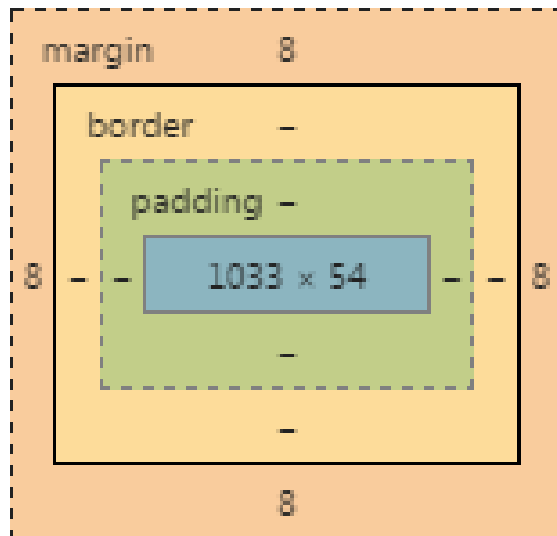 margin 8
border –
padding –
8 – – 1033 × 54 – – 8
–
–
8